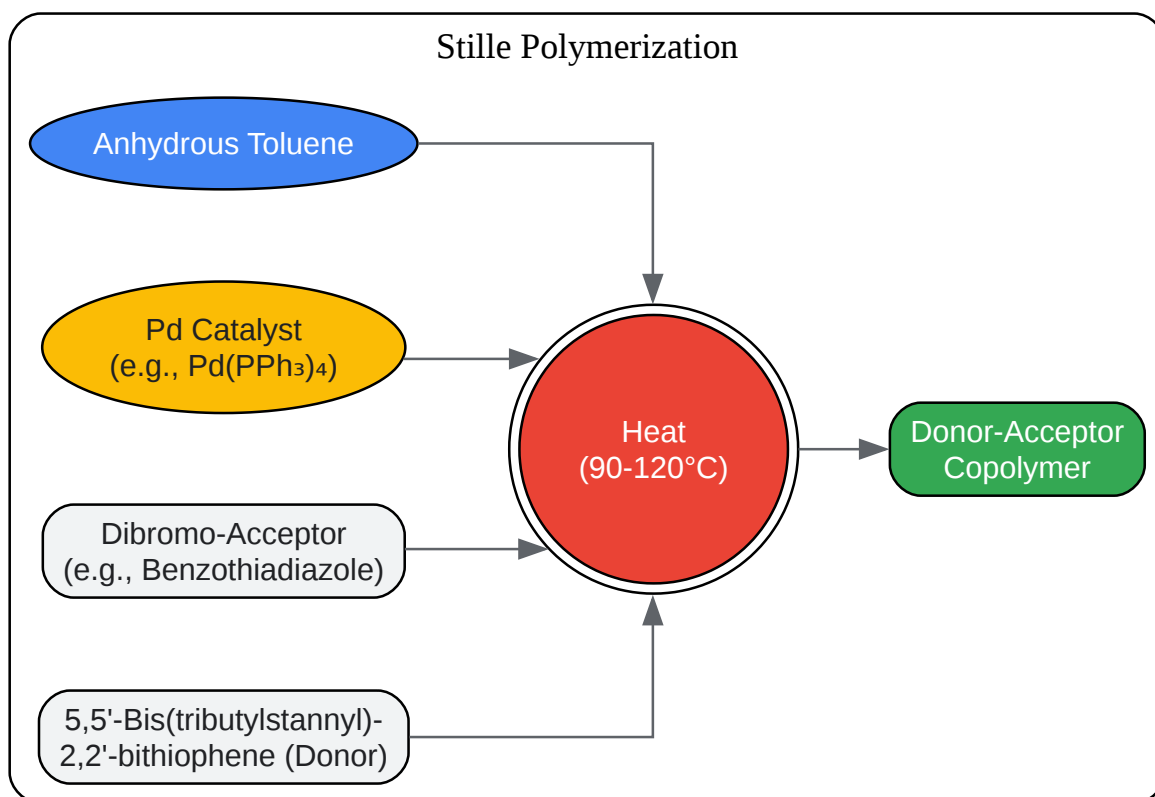 Stille Polymerization
Anhydrous Toluene
Pd Catalyst
(e.g., Pd(PPh₃)₄)
Heat
(90-120°C)
Donor-Acceptor
Copolymer
Dibromo-Acceptor
(e.g., Benzothiadiazole)
5,5'-Bis(tributylstannyl)-
2,2'-bithiophene (Donor)